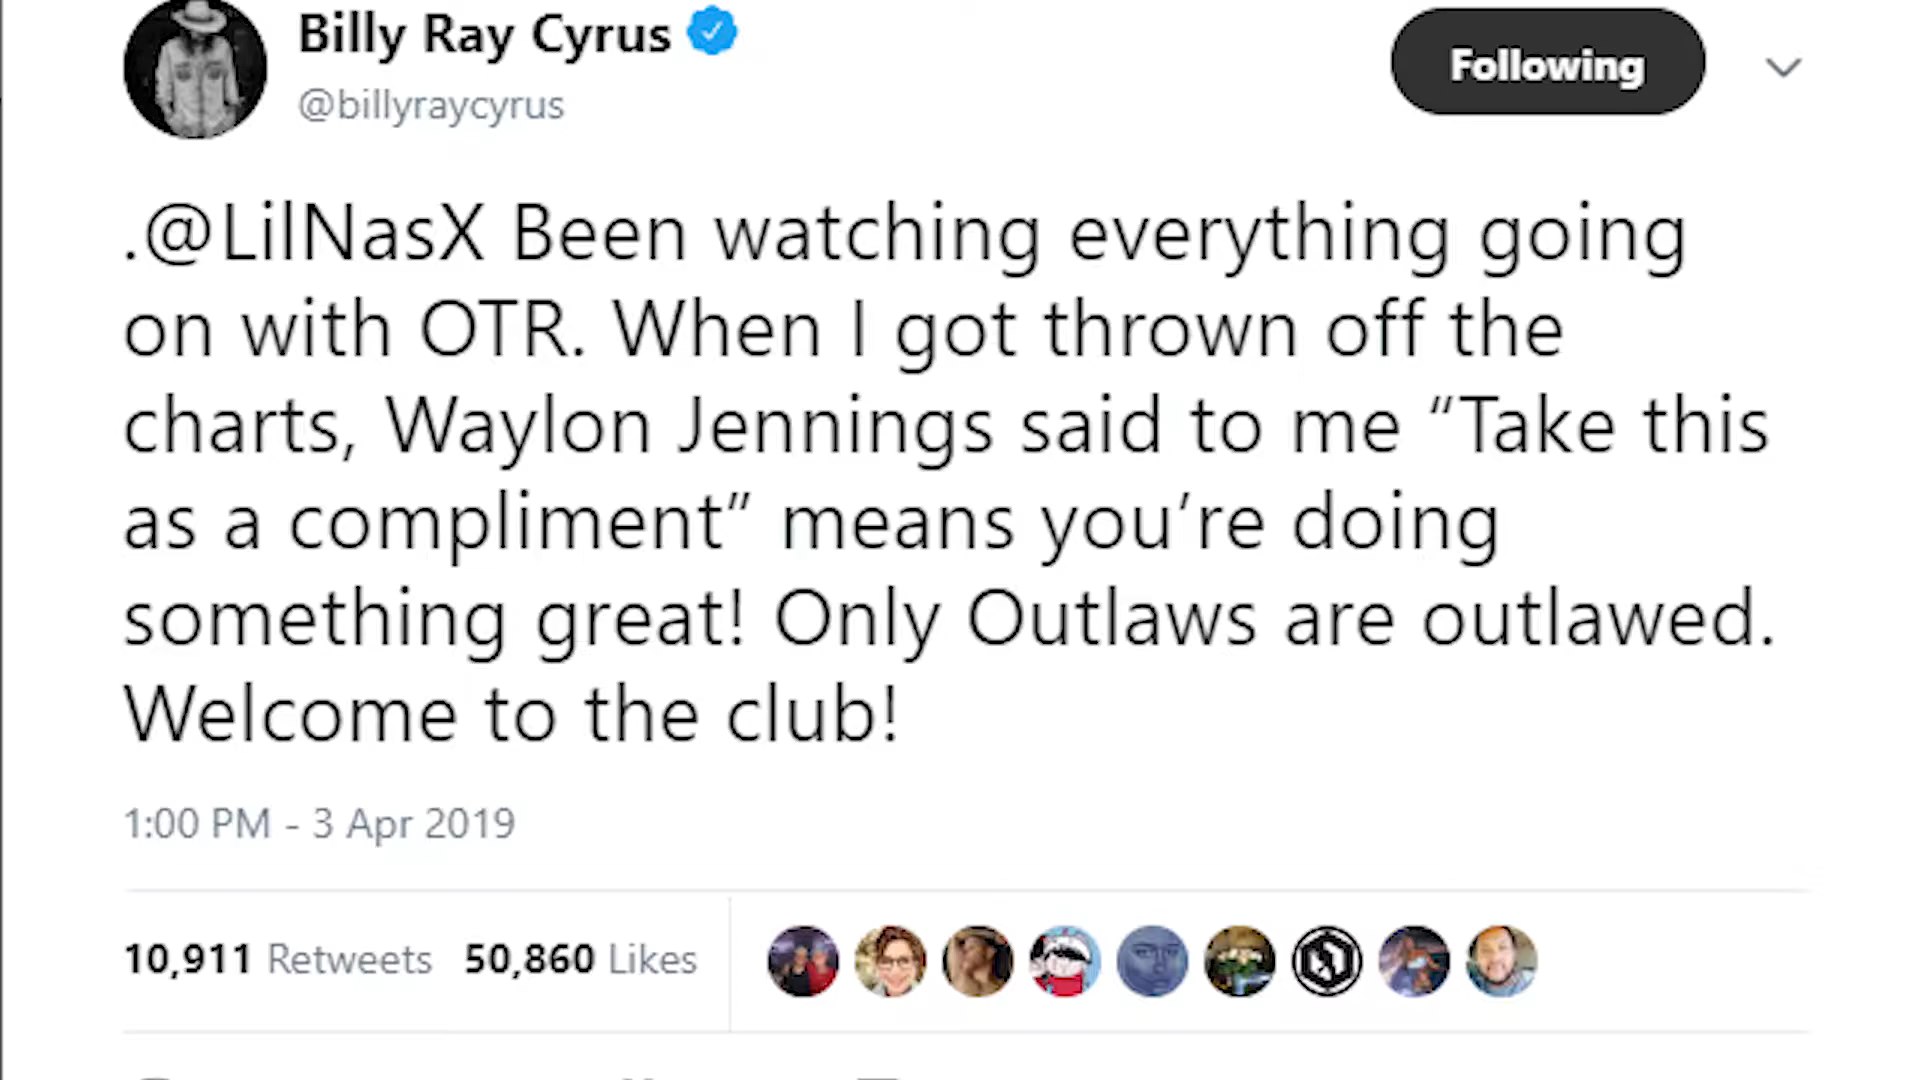 Billy Ray Cyrus
@billyraycyrus
Following
.@LilNasX Been watching everything going
on with OTR. When I got thrown off the
charts, Waylon Jennings said to me “Take this
as a compliment” means you’re doing
something great! Only Outlaws are outlawed.
Welcome to the club!
1:00 PM - 3 Apr 2019
10,911 Retweets 50,860 Likes